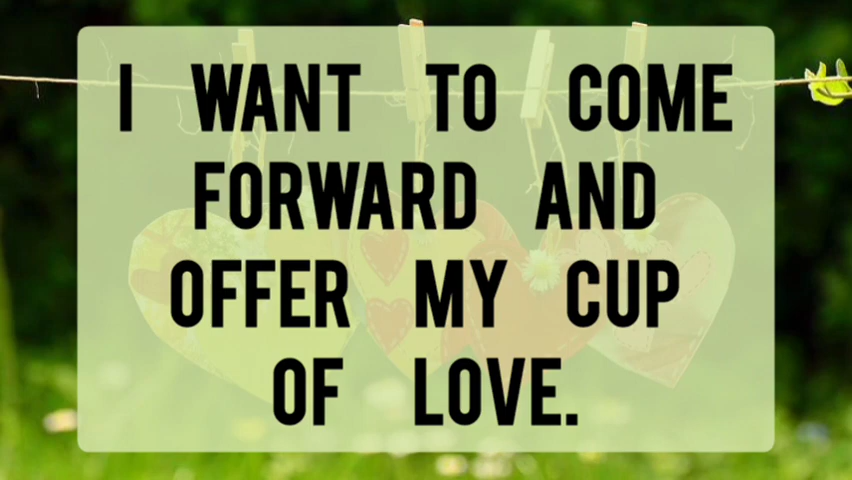 I WANT TO COME
FORWARD AND
OFFER MY CUP
OF LOVE.